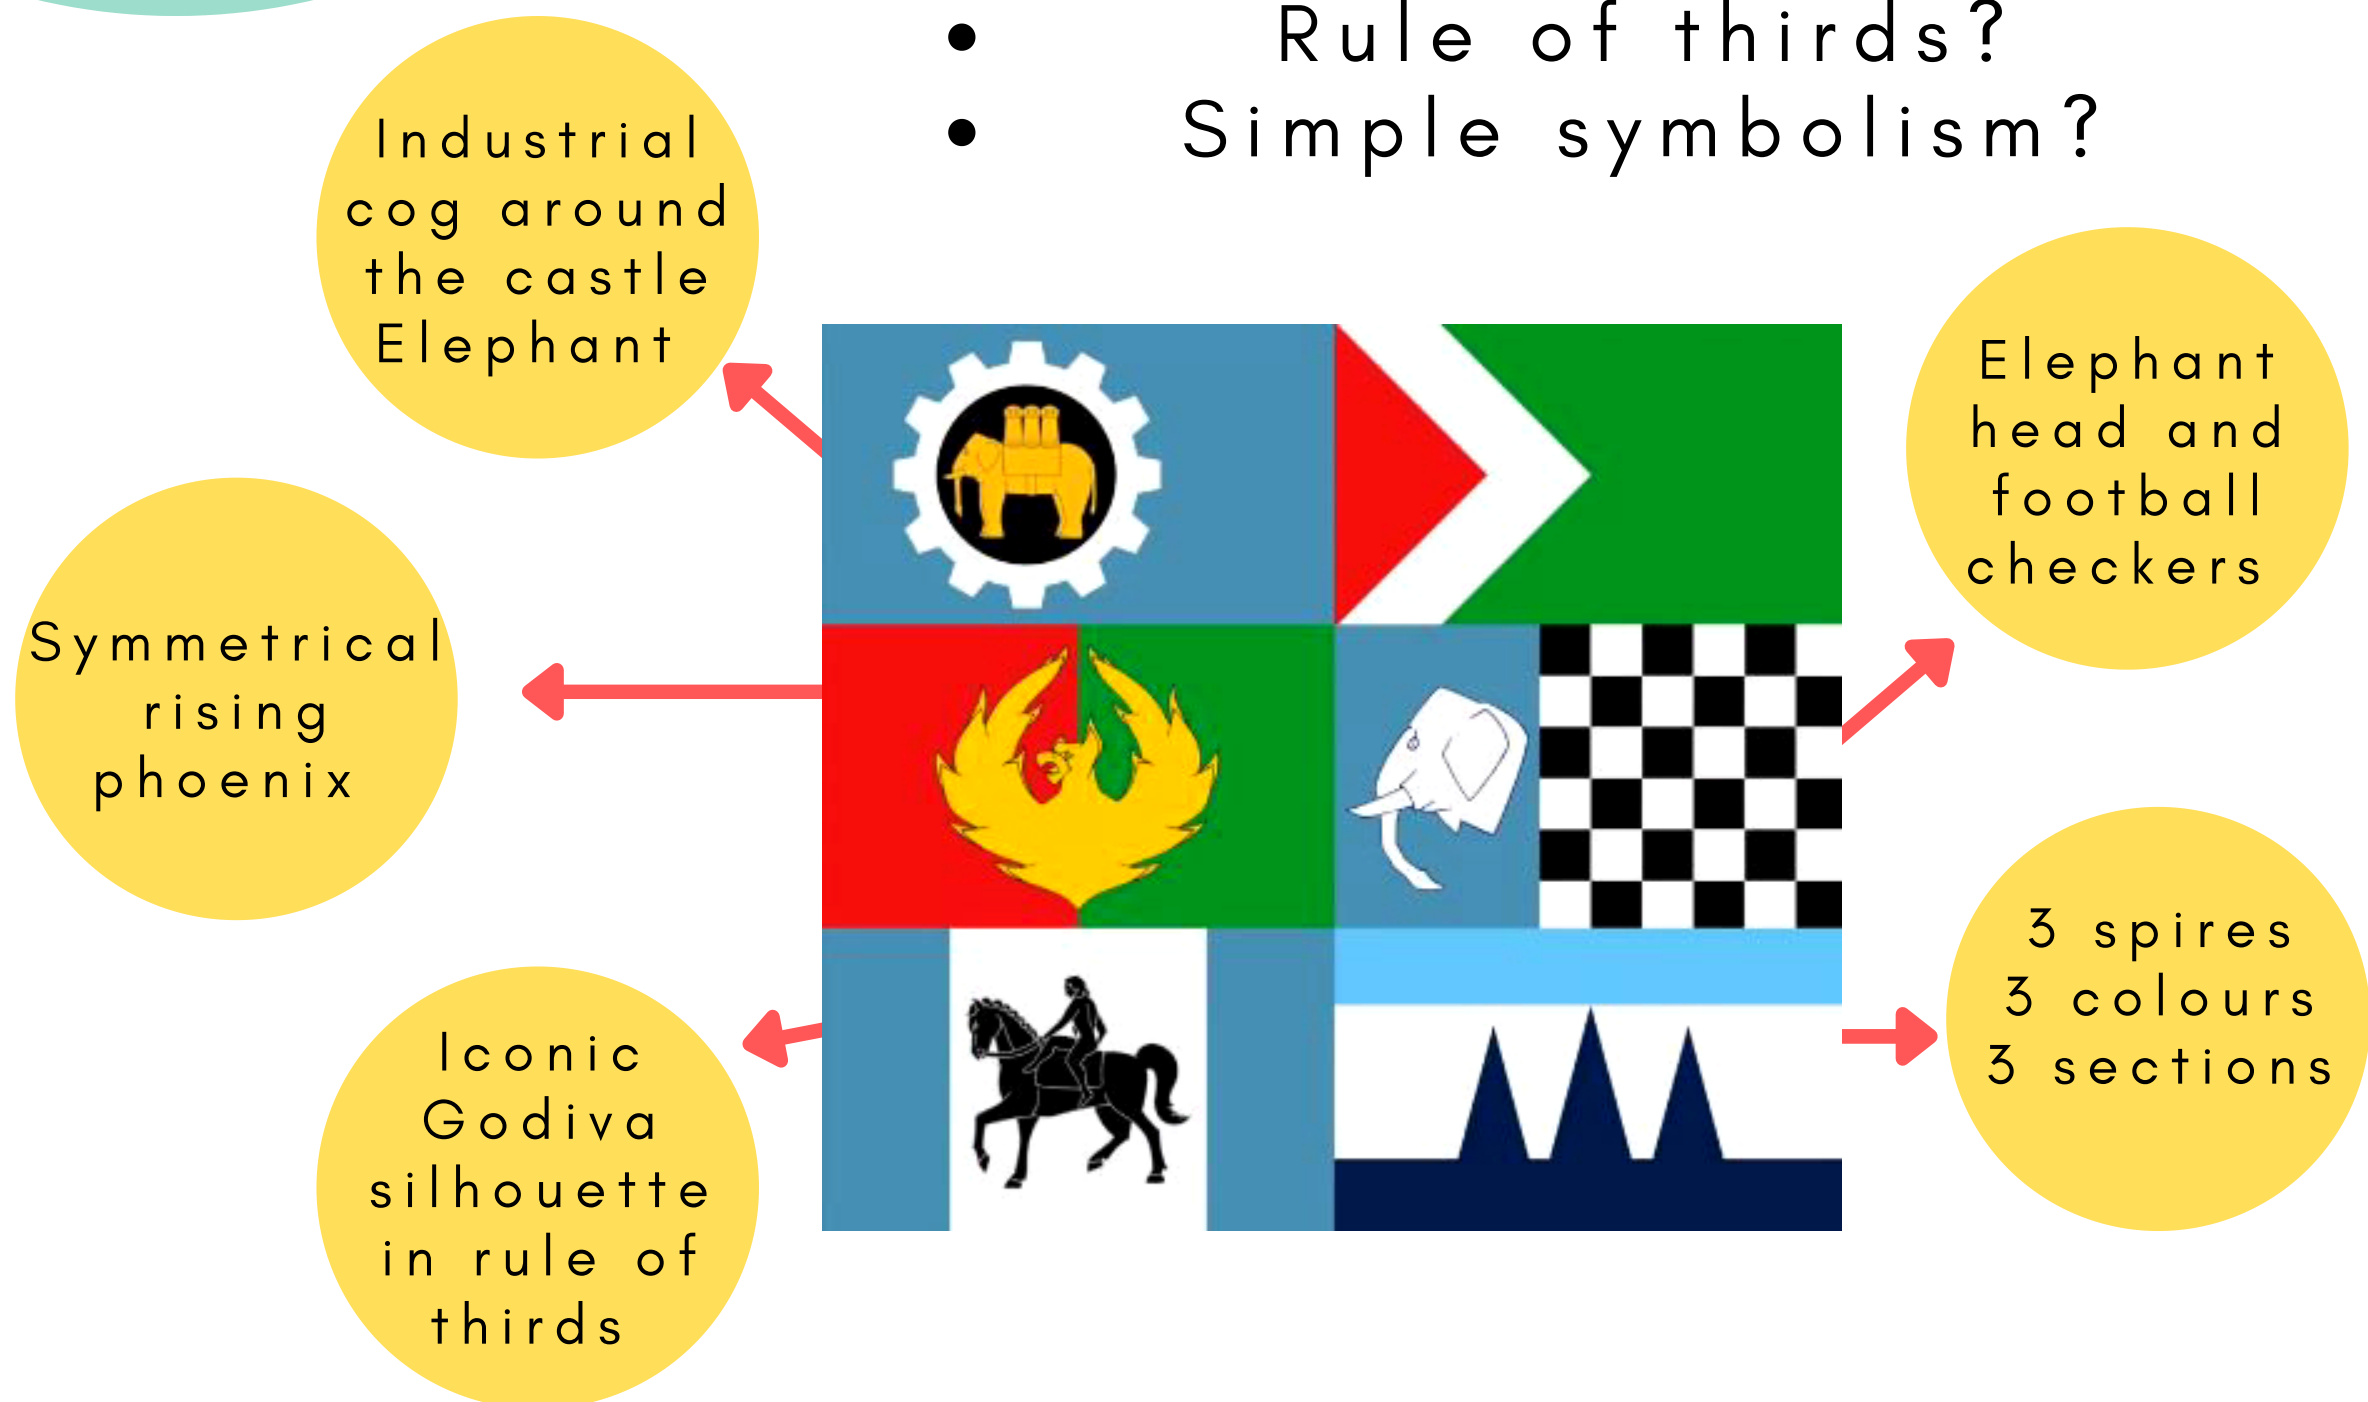 Rule of thirds?
Simple symbolism?
Industrial
cog around
the castle
Elephant
Elephant
head and
football
checkers
Symmetrical
rising
phoenix
3 spires
3 colours
3 sections
Iconic
Godiva
silhouette
in rule of
thirds